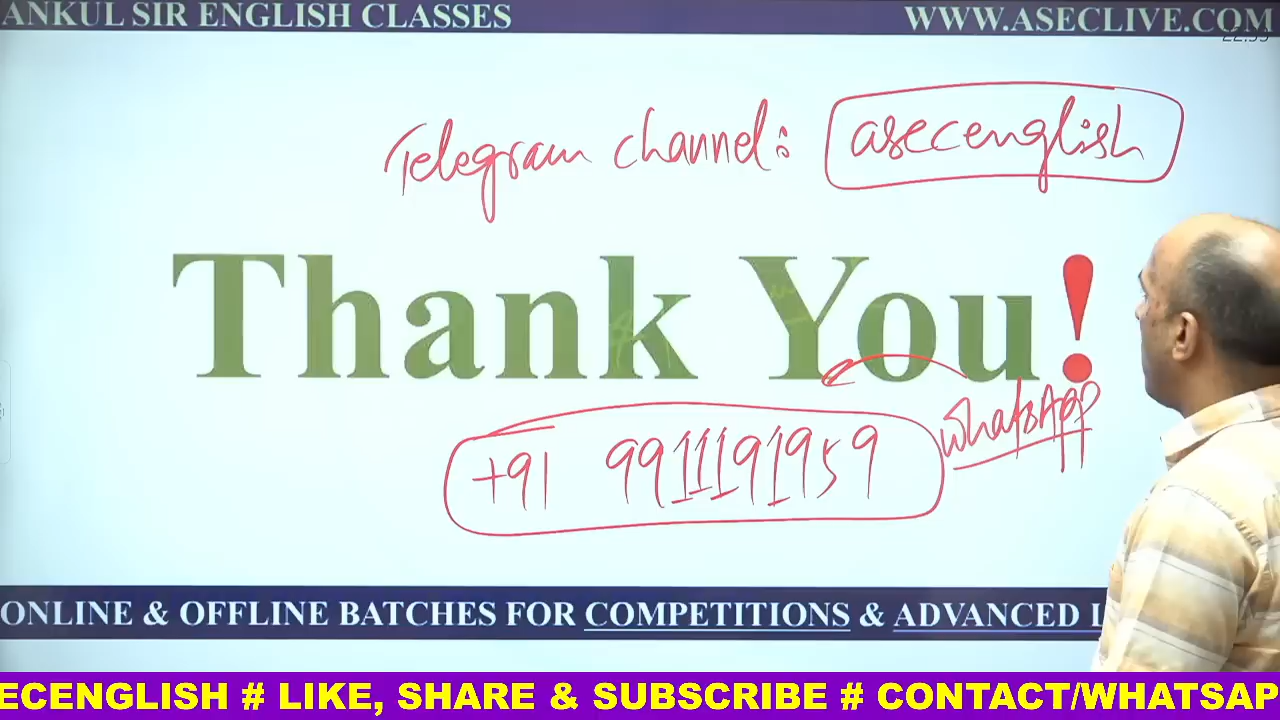 ANKUL SIR ENGLISH CLASSES
WWW.ASECLIVE.COM
Telegram channel: asecenglish
Thank You!
WhatsApp
+91 9911191959
ONLINE & OFFLINE BATCHES FOR COMPETITIONS & ADVANCED
ECENGLISH # LIKE, SHARE & SUBSCRIBE # CONTACT/WHATSAP